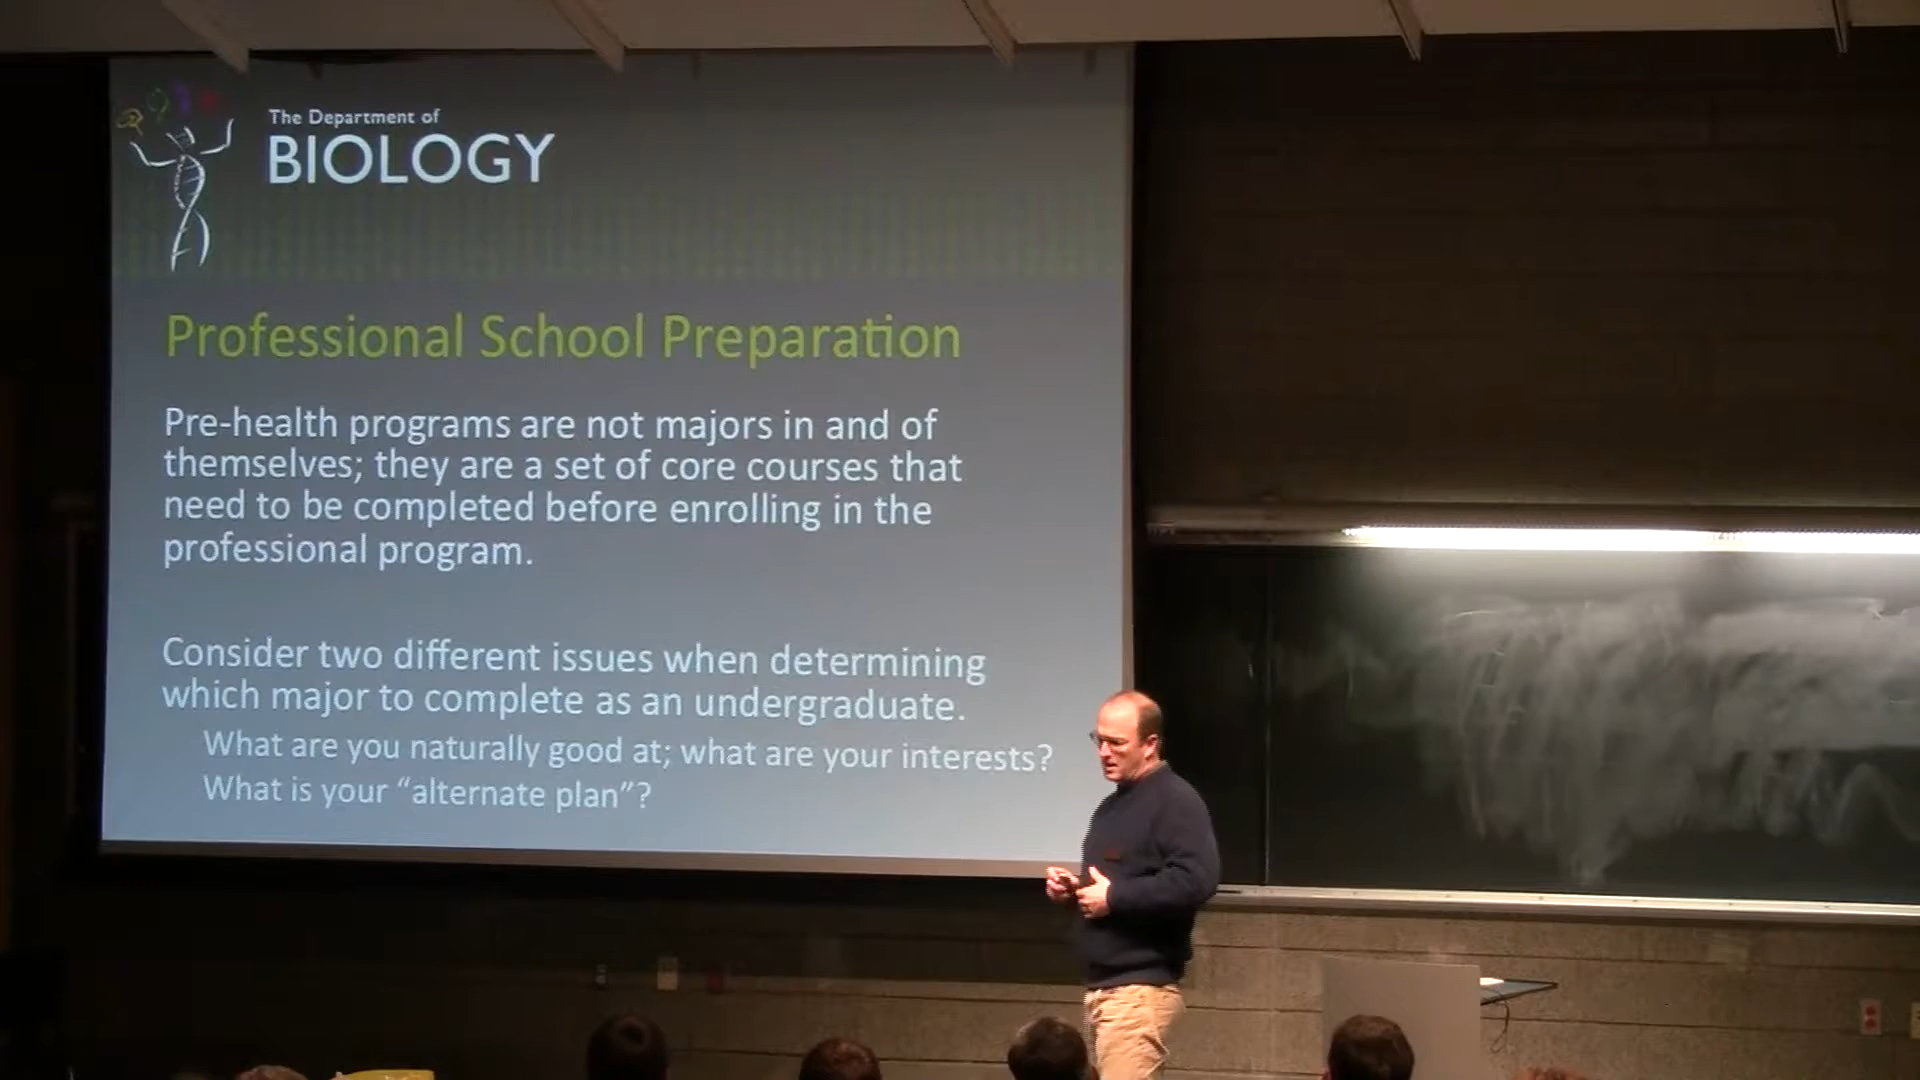 The Department of
BIOLOGY
Professional School Preparation
Pre-health programs are not majors in and of
themselves; they are a set of core courses that
need to be completed before enrolling in the
professional program.
Consider two different issues when determining
which major to complete as an undergraduate.
What are you naturally good at; what are your interests?
What is your “alternate plan”?